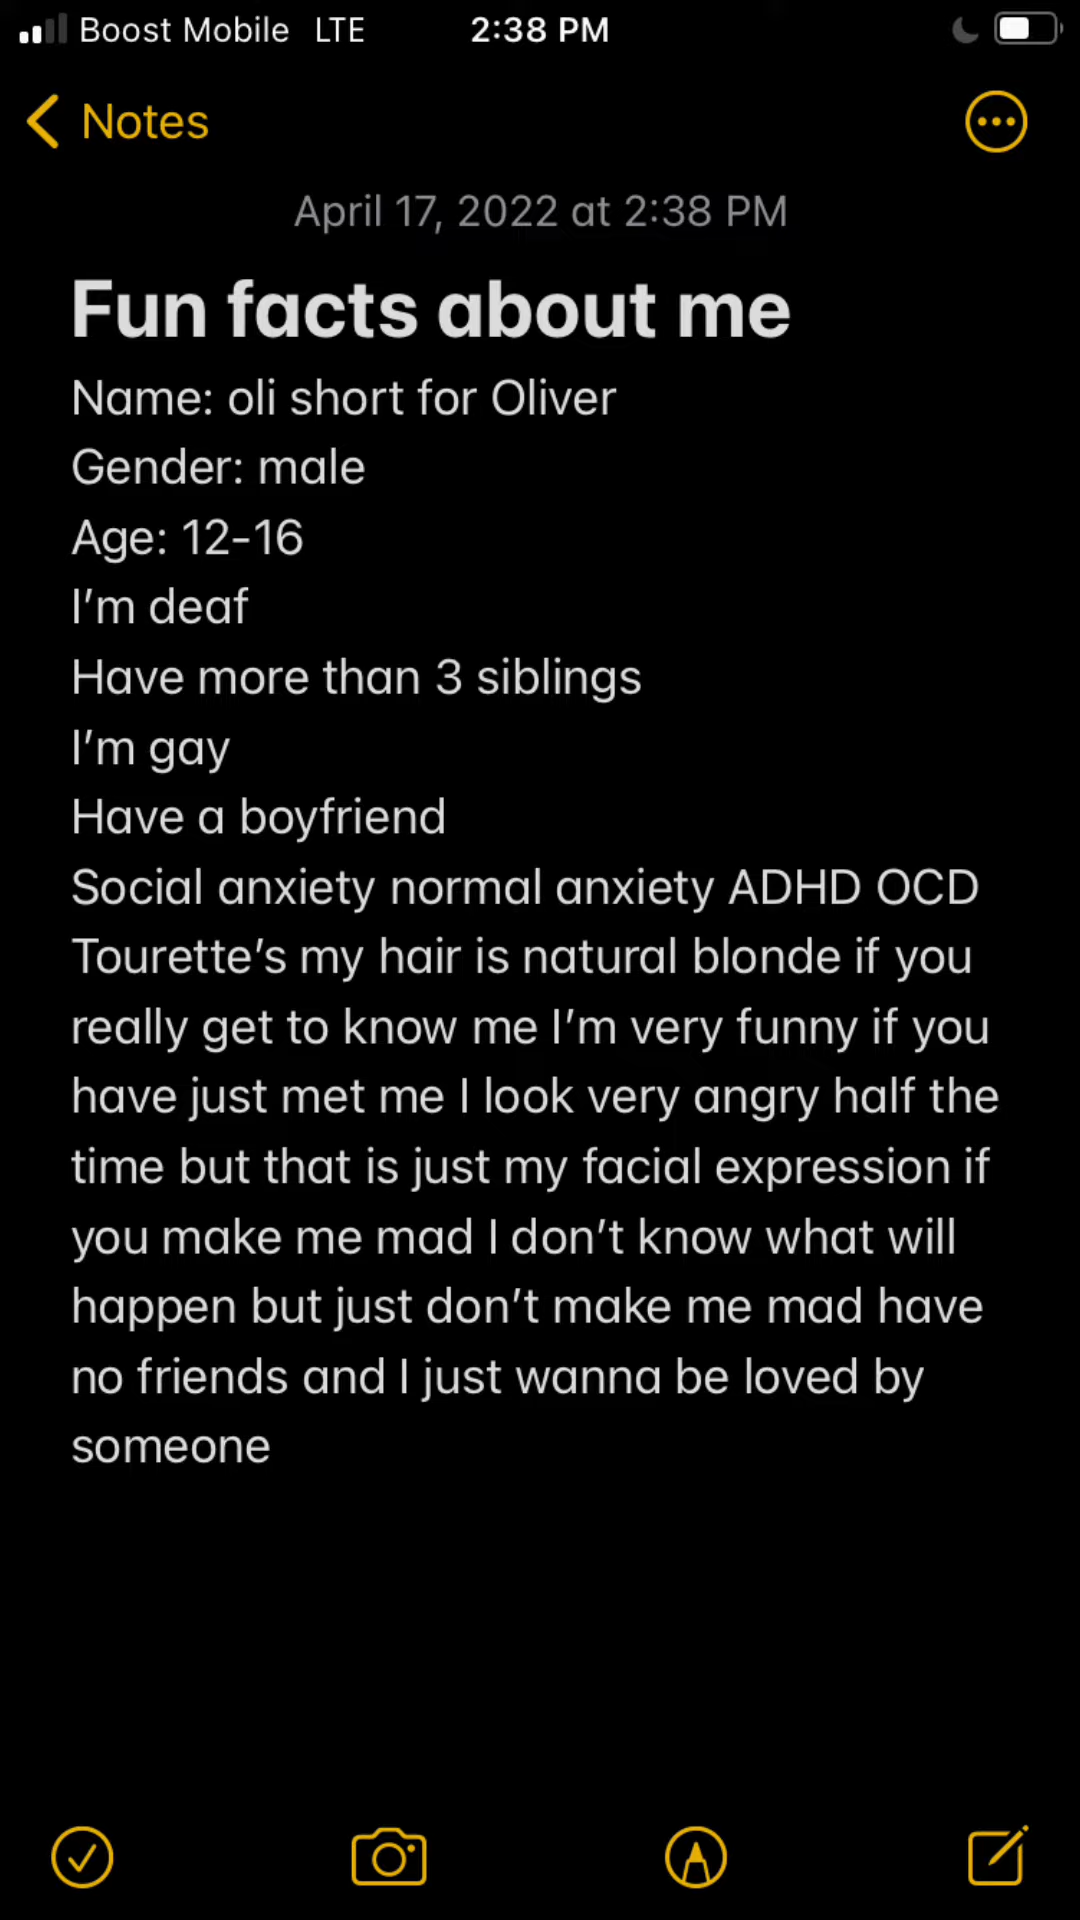 Boost Mobile LTE 2:38 PM
Notes
April 17, 2022 at 2:38 PM
Fun facts about me
Name: oli short for Oliver
Gender: male
Age: 12-16
I’m deaf
Have more than 3 siblings
I’m gay
Have a boyfriend
Social anxiety normal anxiety ADHD OCD
Tourette’s my hair is natural blonde if you
really get to know me I’m very funny if you
have just met me I look very angry half the
time but that is just my facial expression if
you make me mad I don’t know what will
happen but just don’t make me mad have
no friends and I just wanna be loved by
someone